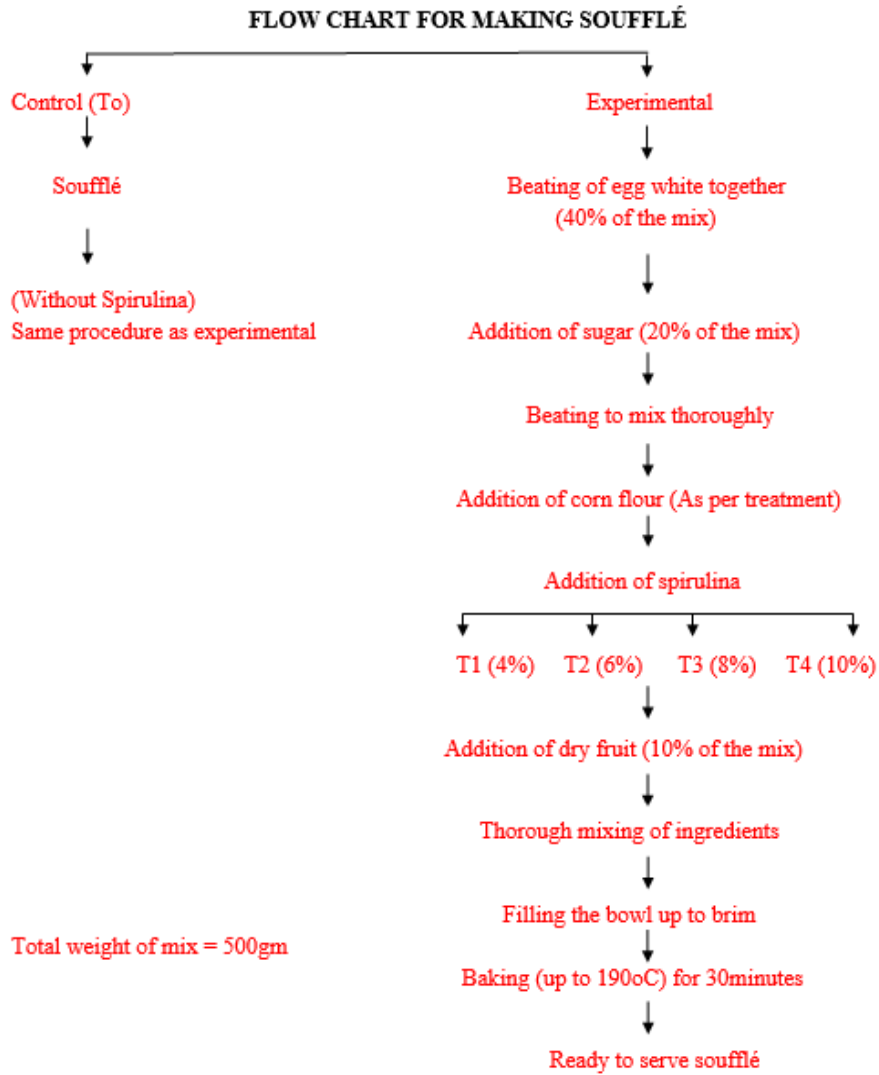 FLOW CHART FOR MAKING SOUFFLÉ
Control (To)
Soufflé
(Without Spirulina)
Same procedure as experimental
Experimental
Beating of egg white together
(40% of the mix)
Addition of sugar (20% of the mix)
Beating to mix thoroughly
Addition of corn flour (As per treatment)
Addition of spirulina
T1 (4%) T2 (6%) T3 (8%) T4 (10%)
Addition of dry fruit (10% of the mix)
Thorough mixing of ingredients
Filling the bowl up to brim
Total weight of mix = 500gm
Baking (up to 190oC) for 30minutes
Ready to serve soufflé